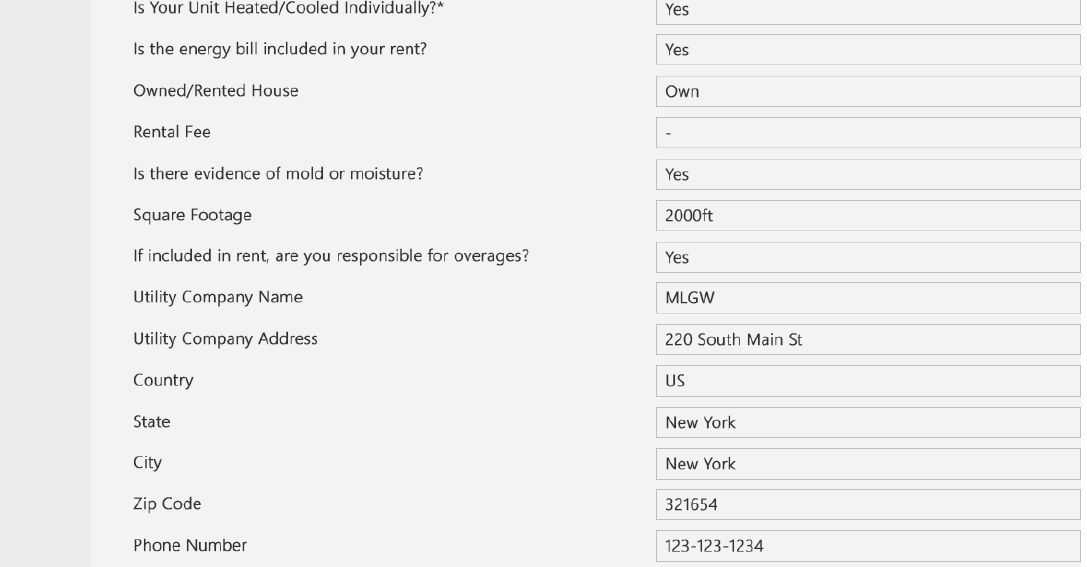 Is Your Unit Heated/Cooled Individually?* Yes
Is the energy bill included in your rent? Yes
Owned/Rented House Own
Rental Fee -
Is there evidence of mold or moisture? Yes
Square Footage 2000ft
If included in rent, are you responsible for overages? Yes
Utility Company Name MLGW
Utility Company Address 220 South Main St
Country US
State New York
City New York
Zip Code 321654
Phone Number 123-123-1234